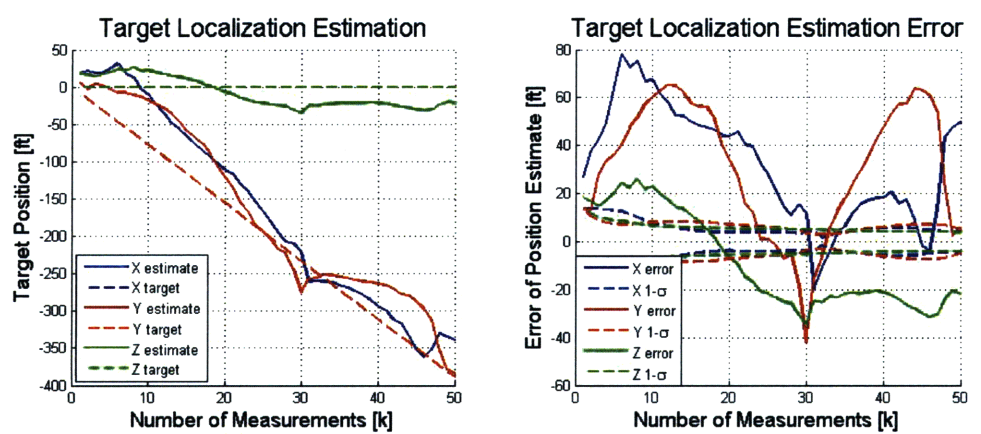 Target Localization Estimation
50
0
-50
-100
-150
-200
-250
-300
-350
-400
Target Position [ft]
X estimate
X target
Y estimate
Y target
Z estimate
Z target
0 10 20 30 40 50
Number of Measurements [k]
Target Localization Estimation Error
80
60
40
20
0
-20
-40
-60
Error of Position Estimate [ft]
X error
X 1-σ
Y error
Y 1-σ
Z error
Z 1-σ
0 10 20 30 40 50
Number of Measurements [k]